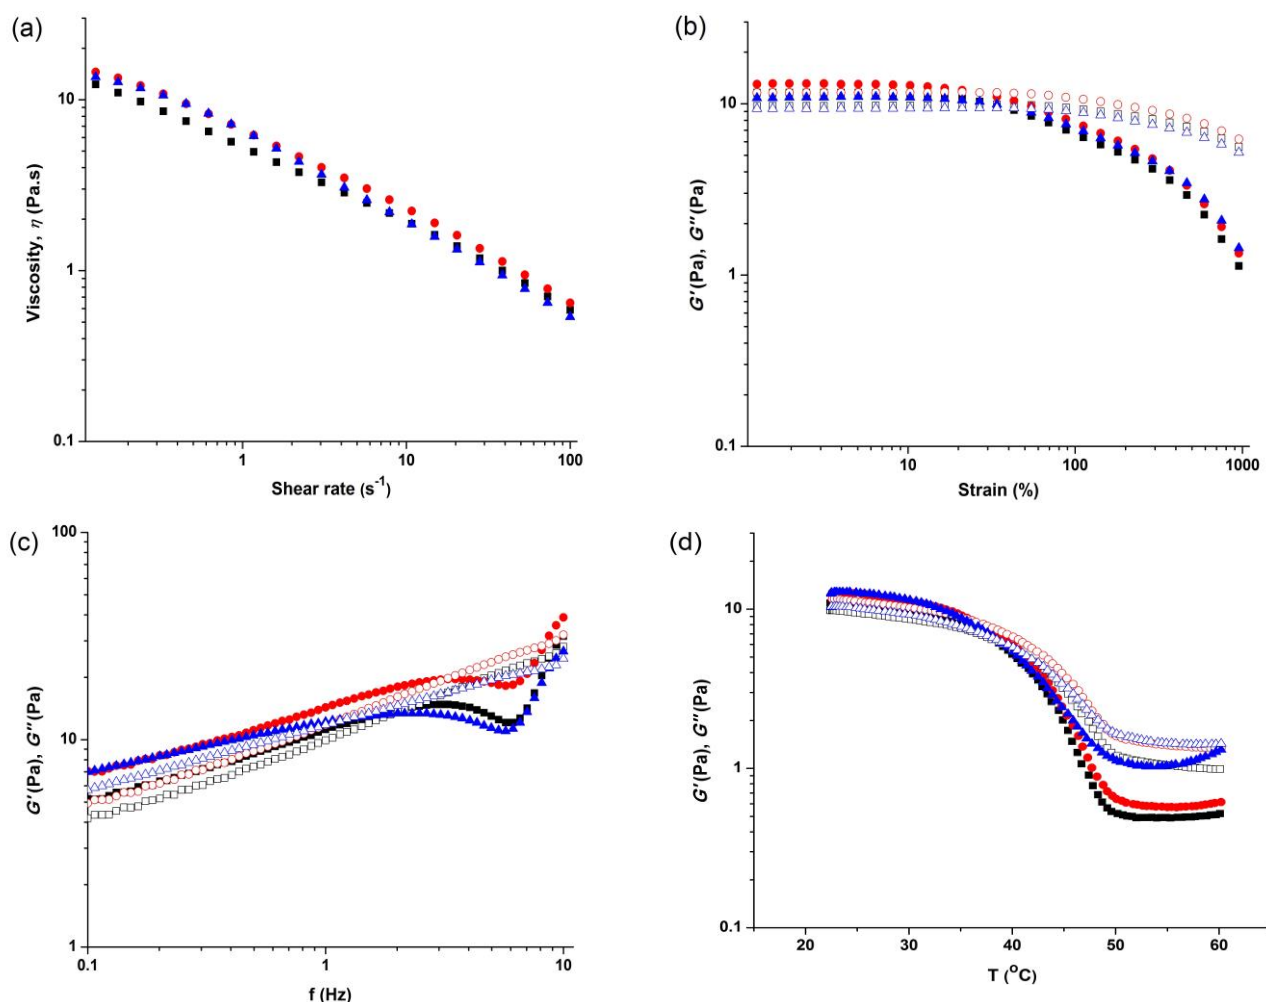 (a)
10
1
0.1
Viscosity, η (Pa.s)
1
10
100
Shear rate (s⁻¹)
(b)
10
1
0.1
G′(Pa), G″(Pa)
10
100
1000
Strain (%)
(c)
100
10
1
G′(Pa), G″(Pa)
0.1
1
10
f (Hz)
(d)
10
1
0.1
G′(Pa), G″(Pa)
20
30
40
50
60
T (°C)